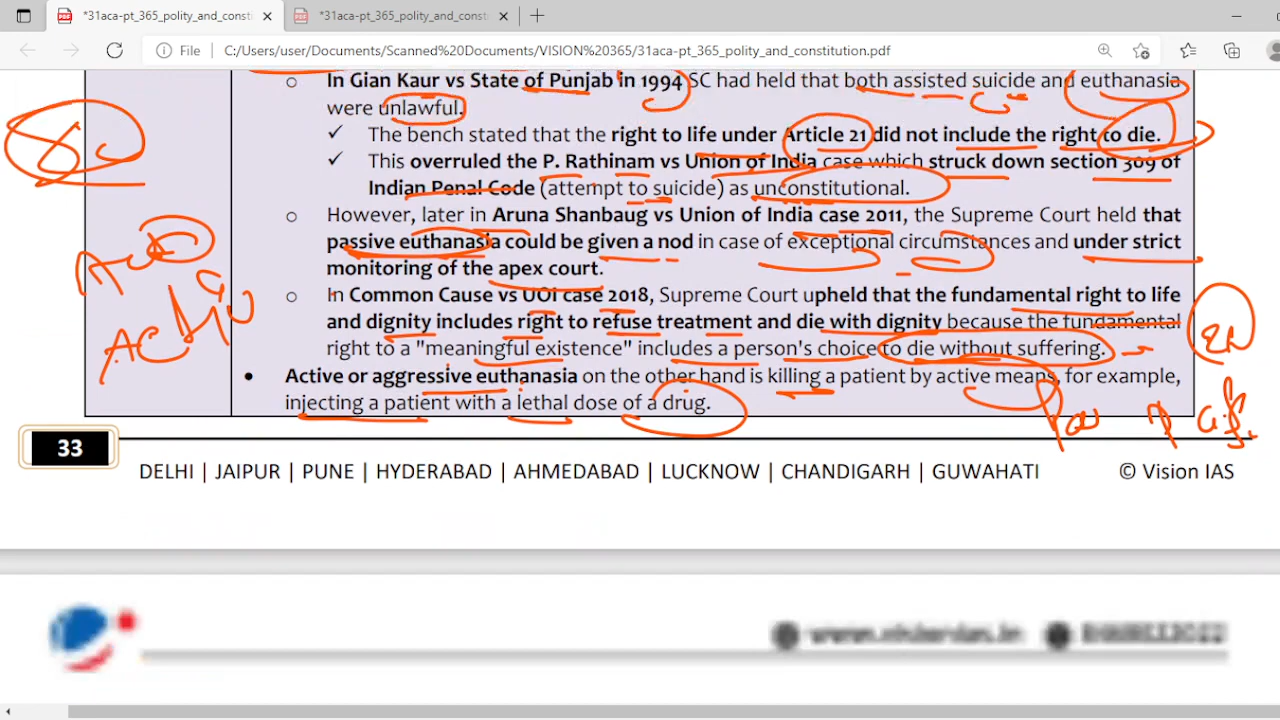 *31aca-pt_365_polity_and_const
*31aca-pt_365_polity_and_const
File
C:/Users/user/Documents/Scanned%20Documents/VISION%20365/31aca-pt_365_polity_and_constitution.pdf
o In Gian Kaur vs State of Punjab in 1994 SC had held that both assisted suicide and euthanasia
were unlawful.
✓ The bench stated that the right to life under Article 21 did not include the right to die.
✓ This overruled the P. Rathinam vs Union of India case which struck down section 309 of
Indian Penal Code (attempt to suicide) as unconstitutional.
o However, later in Aruna Shanbaug vs Union of India case 2011, the Supreme Court held that
passive euthanasia could be given a nod in case of exceptional circumstances and under strict
monitoring of the apex court.
o In Common Cause vs UOI case 2018, Supreme Court upheld that the fundamental right to life
and dignity includes right to refuse treatment and die with dignity because the fundamental
right to a "meaningful existence" includes a person's choice to die without suffering.
• Active or aggressive euthanasia on the other hand is killing a patient by active means, for example,
injecting a patient with a lethal dose of a drug.
33
DELHI | JAIPUR | PUNE | HYDERABAD | AHMEDABAD | LUCKNOW | CHANDIGARH | GUWAHATI
© Vision IAS